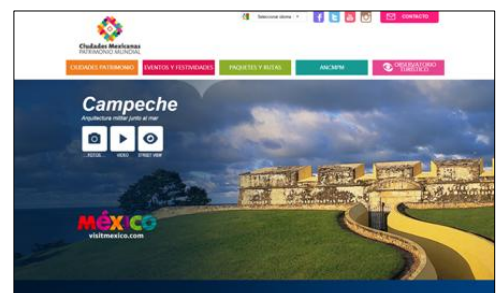 Seleccionar idioma
CONTACTO
Ciudades Mexicanas
PATRIMONIO MUNDIAL
CIUDADES PATRIMONIO
EVENTOS Y FESTIVIDADES
PAQUETES Y RUTAS
ANCMPM
OBSERVATORIO
TURÍSTICO
Campeche
Arquitectura militar junto al mar
FOTOS
VIDEO
STREET VIEW
MÉXICO
visitmexico.com